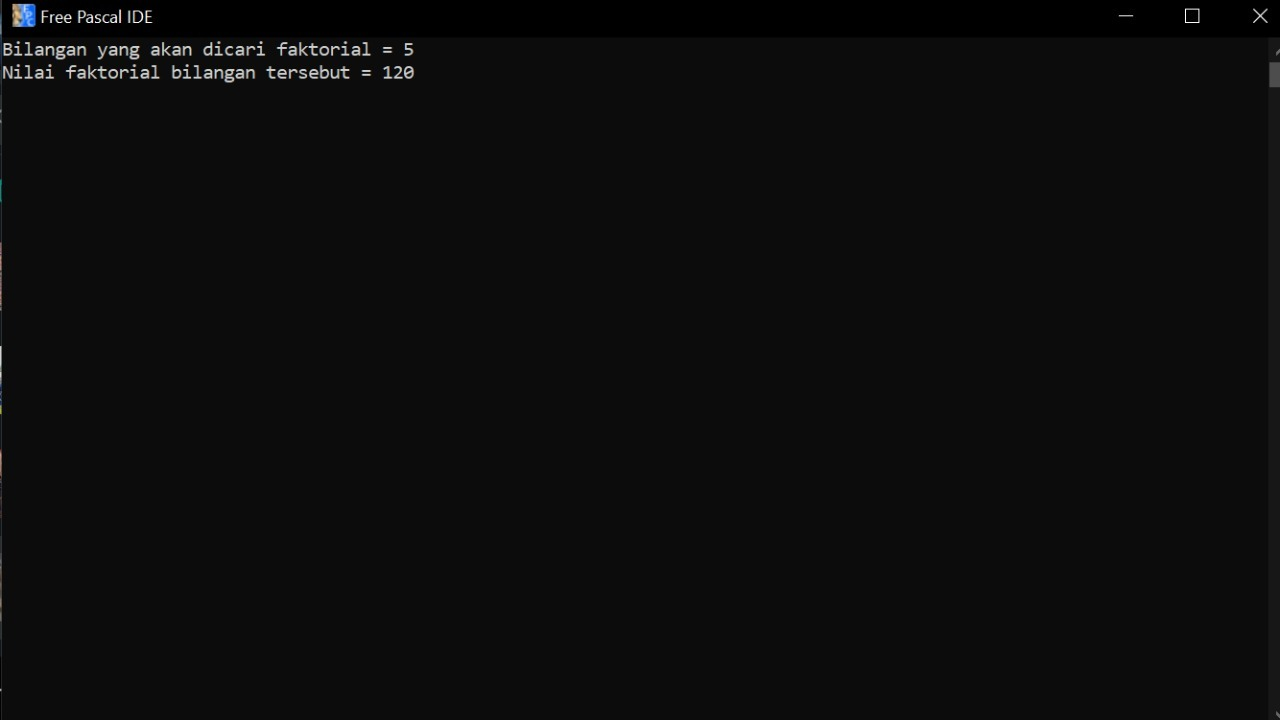 Free Pascal IDE
Bilangan yang akan dicari faktorial = 5
Nilai faktorial bilangan tersebut = 120